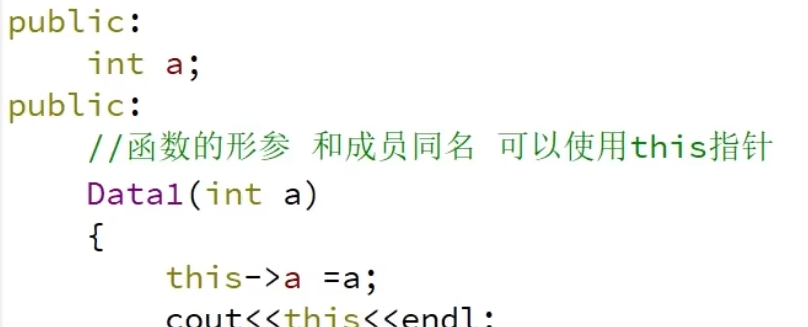 public:
int a;
public:
//函数的形参 和成员同名 可以使用this指针
Data1(int a)
{
this->a =a;
cout<<this<<endl;